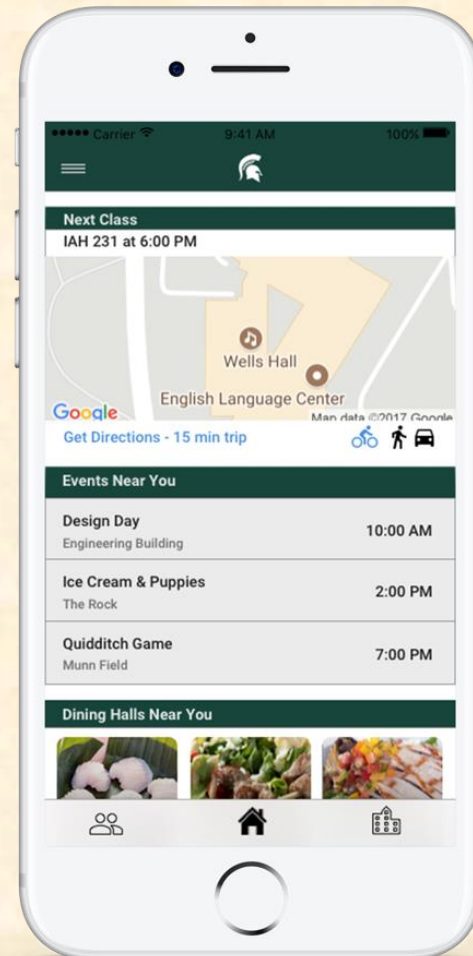 Carrier 9:41 AM 100%
Next Class
IAH 231 at 6:00 PM
Wells Hall
English Language Center
Google
Map data ©2017 Google
Get Directions - 15 min trip
Events Near You
Design Day
10:00 AM
Engineering Building
Ice Cream & Puppies
2:00 PM
The Rock
Quidditch Game
7:00 PM
Munn Field
Dining Halls Near You